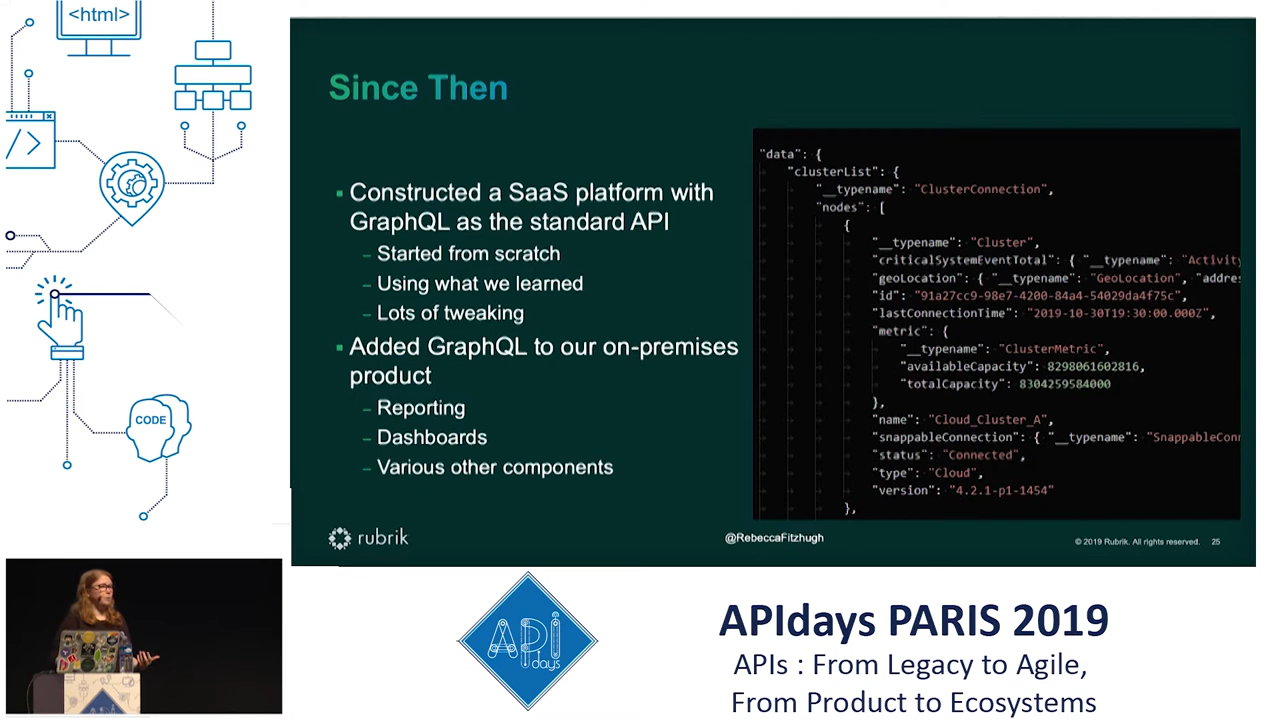 <html>
</>
CODE
Since Then
Constructed a SaaS platform with
GraphQL as the standard API
– Started from scratch
– Using what we learned
– Lots of tweaking
Added GraphQL to our on-premises
product
– Reporting
– Dashboards
– Various other components
"data": {
"clusterList": {
"__typename": "ClusterConnection",
"nodes": [
{
"__typename": "Cluster",
"criticalSystemEventTotal": { "__typename": "Activity
"geoLocation": { "__typename": "GeoLocation", "addre
"id": "91a27cc9-98e7-4200-84a4-54029da4f75c",
"lastConnectionTime": "2019-10-30T19:30:00.000Z",
"metric": {
"__typename": "ClusterMetric",
"availableCapacity": 8298061602816,
"totalCapacity": 8304259584000
},
"name": "Cloud_Cluster_A",
"snappableConnection": { "__typename": "SnappableConn
"status": "Connected",
"type": "Cloud",
"version": "4.2.1-p1-1454"
},
rubrik
@RebeccaFitzhugh
© 2019 Rubrik. All rights reserved. 25
API
days
APIdays PARIS 2019
APIs : From Legacy to Agile,
From Product to Ecosystems